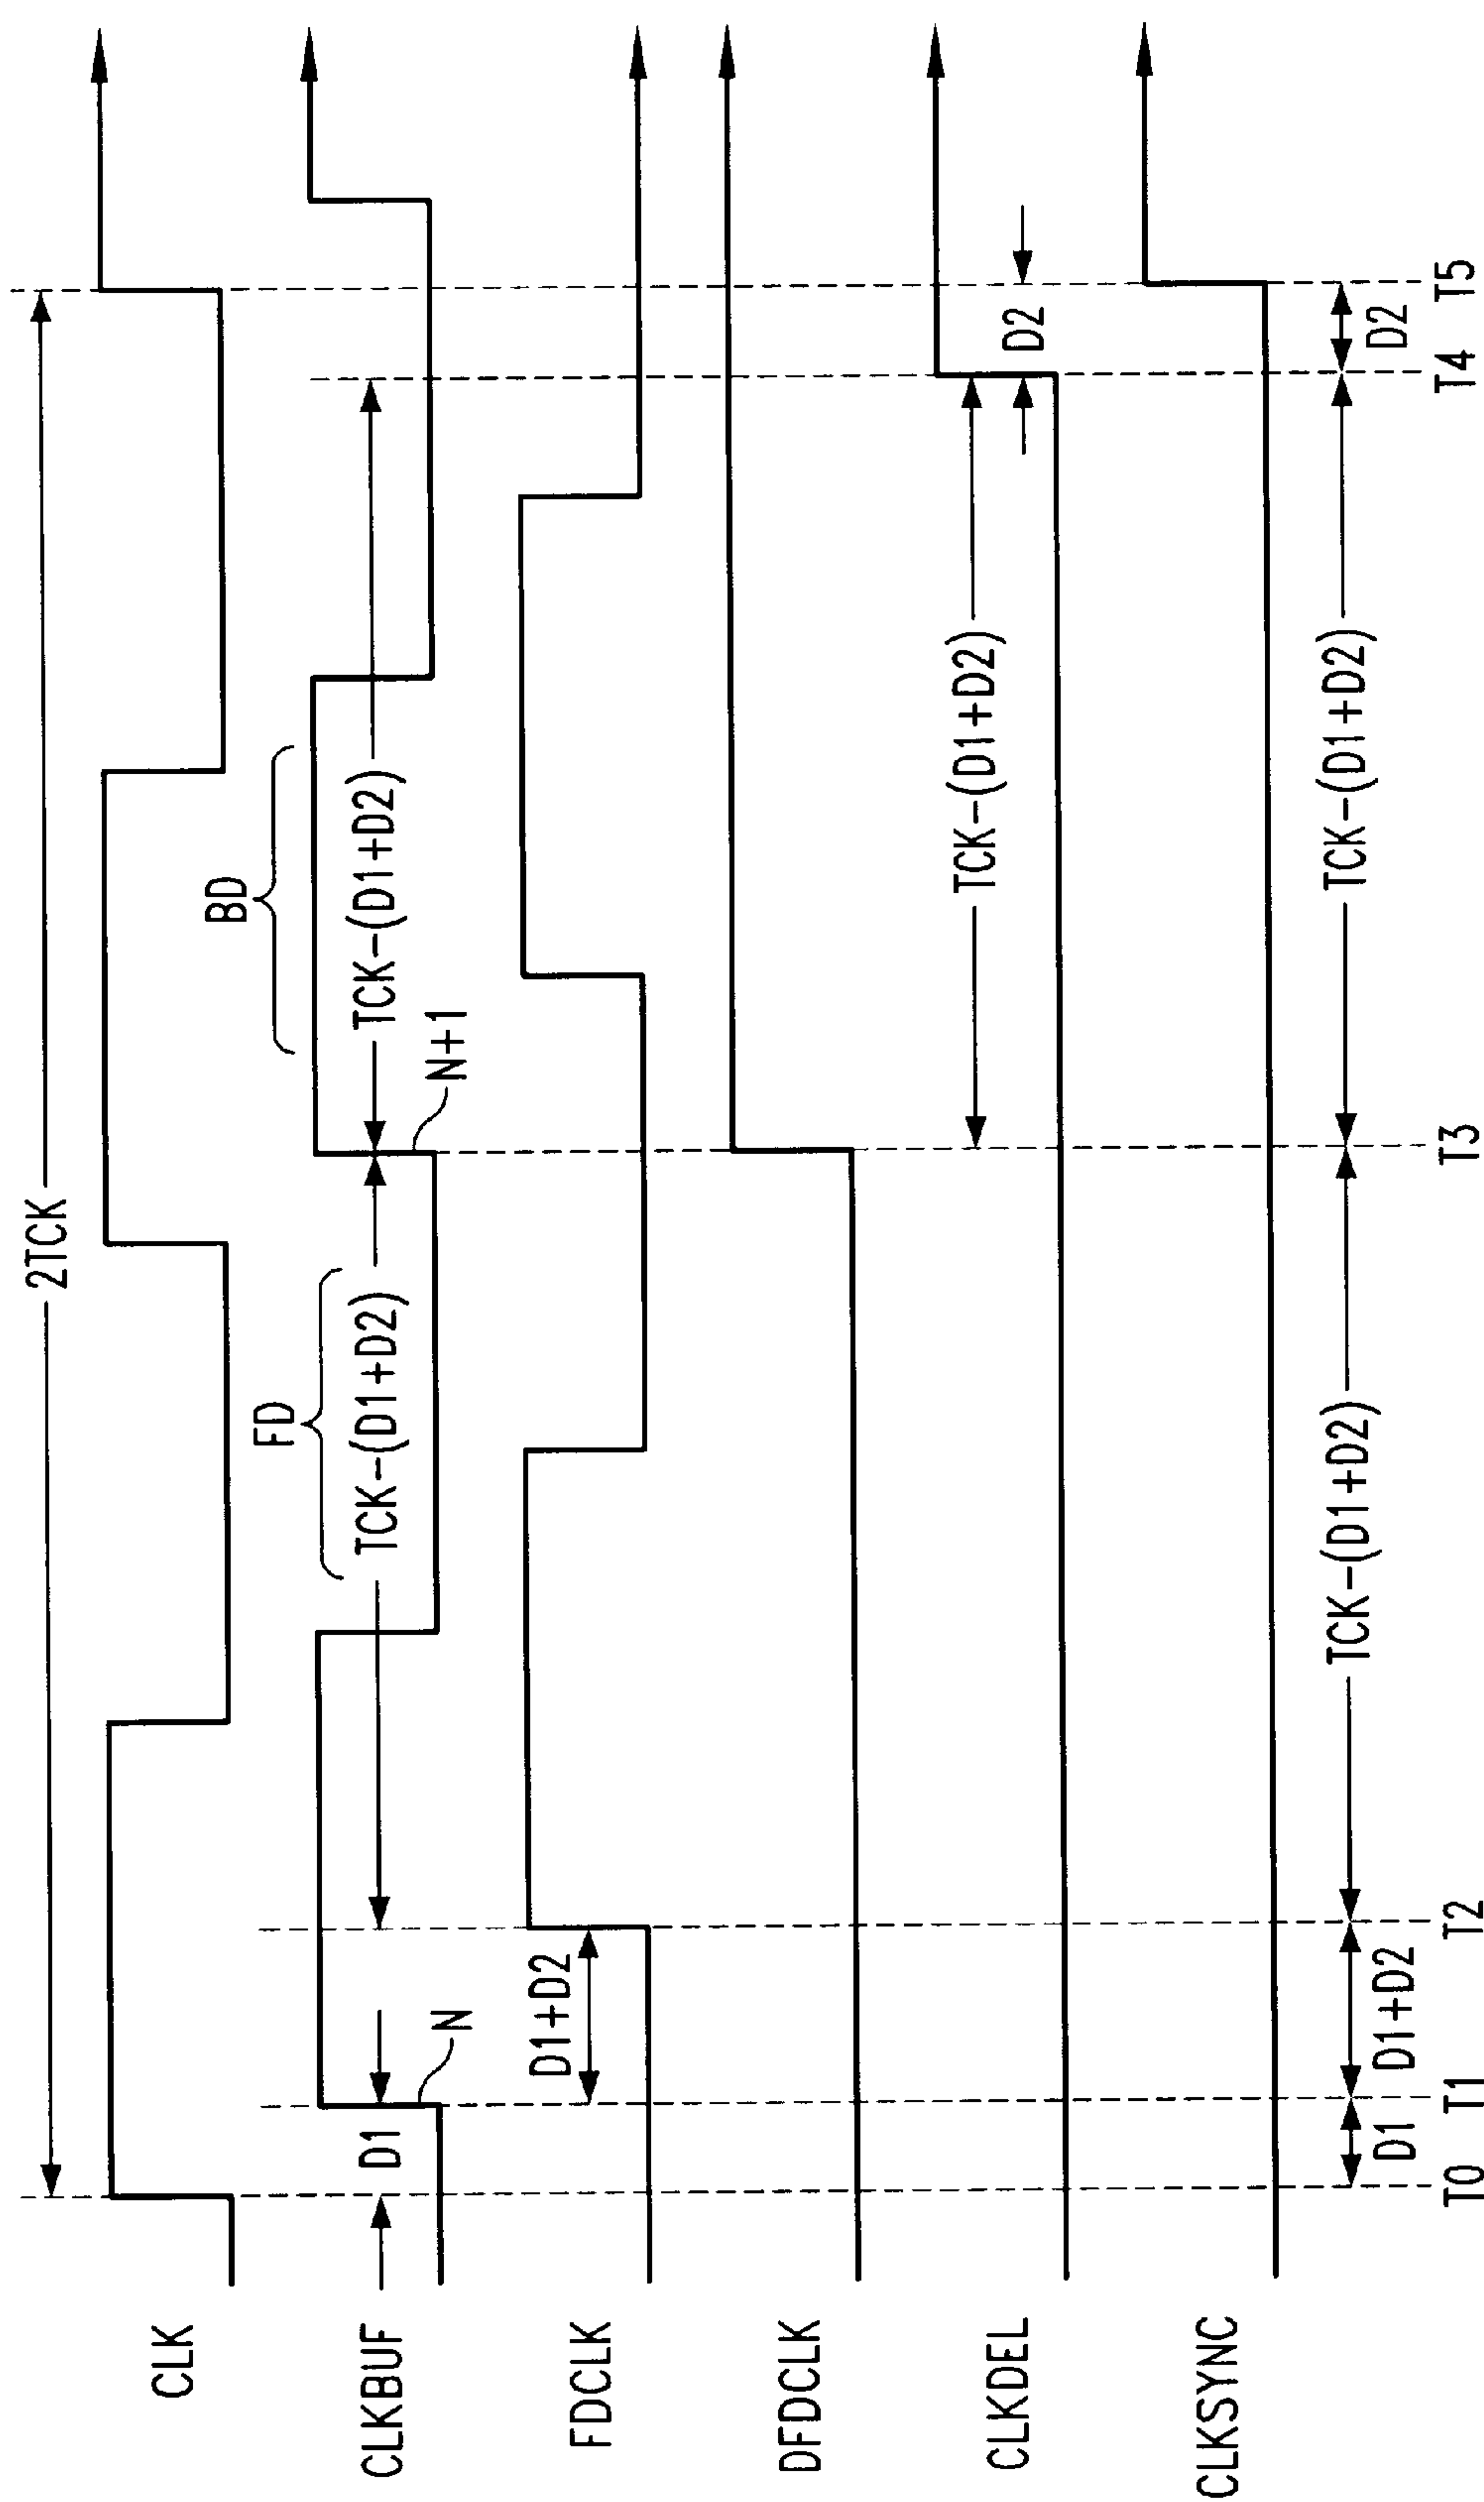 2TCK
CLK
BD
FD
CLKBUF
D1
TCK-(D1+D2)
TCK-(D1+D2)
N
N+1
FDCLK
D1+D2
DFDCLK
CLKDEL
TCK-(D1+D2)
D2
CLKSYNC
D1
D1+D2
TCK-(D1+D2)
TCK-(D1+D2)
D2
T0
T1
T2
T3
T4
T5